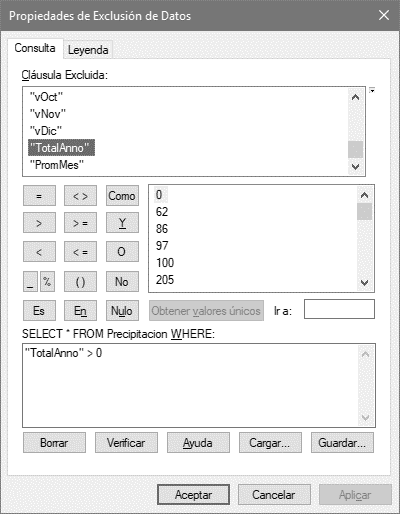 Propiedades de Exclusión de Datos
Consulta Leyenda
Cláusula Excluida:
"vOct"
"vNov"
"vDic"
"TotalAnno"
"PromMes"
= < > Como
> > = Y
< < = O
_ % ( ) No
Es En Nulo
0
62
86
97
100
205
Obtener valores únicos Ir a:
SELECT * FROM Precipitacion WHERE:
"TotalAnno" > 0
Borrar Verificar Ayuda Cargar... Guardar...
Aceptar Cancelar Aplicar